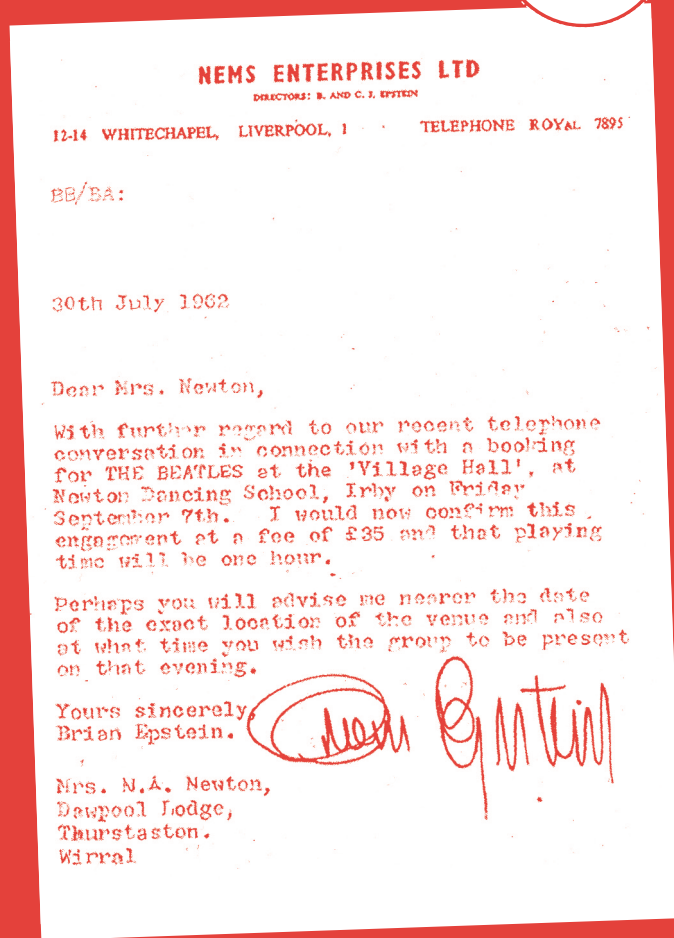 NEMS ENTERPRISES LTD
DIRECTORS: B. AND C. J. EPSTEIN
12-14 WHITECHAPEL, LIVERPOOL, 1 TELEPHONE ROYAL 7895
BB/BA:
30th July 1962
Dear Mrs. Newton,
With further regard to our recent telephone
conversation in connection with a booking
for THE BEATLES at the 'Village Hall', at
Newton Dancing School, Irby on Friday
September 7th. I would now confirm this
engagement at a fee of £35 and that playing
time will be one hour.
Perhaps you will advise me nearer the date
of the exact location of the venue and also
at what time you wish the group to be present
on that evening.
Yours sincerely,
Brian Epstein.
Epstein
Mrs. N.A. Newton,
Dawpool Lodge,
Thurstaston.
Wirral